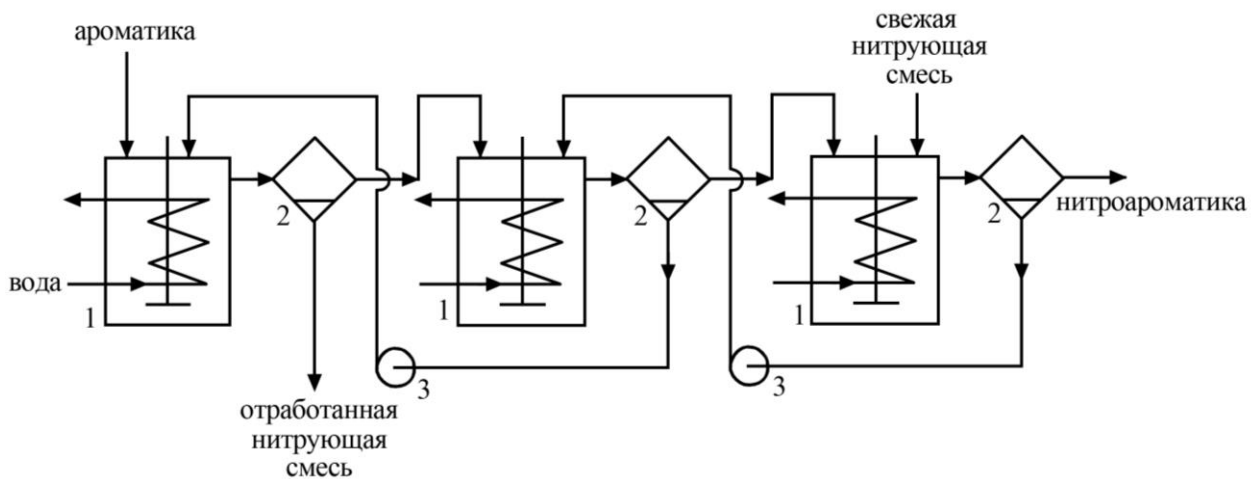 ароматика
свежая
нитрующая
смесь
2
2
2
нитроароматика
вода
1
1
1
3
3
отработанная
нитрующая
смесь